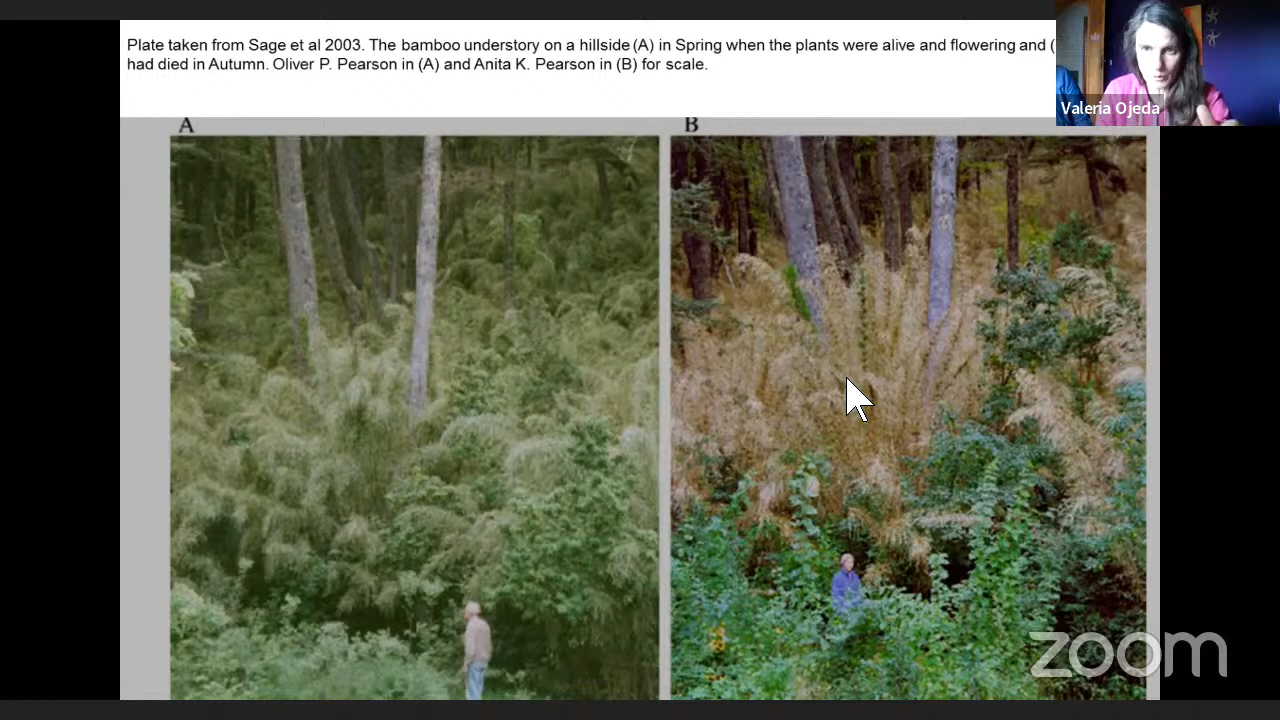 Plate taken from Sage et al 2003. The bamboo understory on a hillside (A) in Spring when the plants were alive and flowering and (
had died in Autumn. Oliver P. Pearson in (A) and Anita K. Pearson in (B) for scale.
Valeria Ojeda
A B
zoom